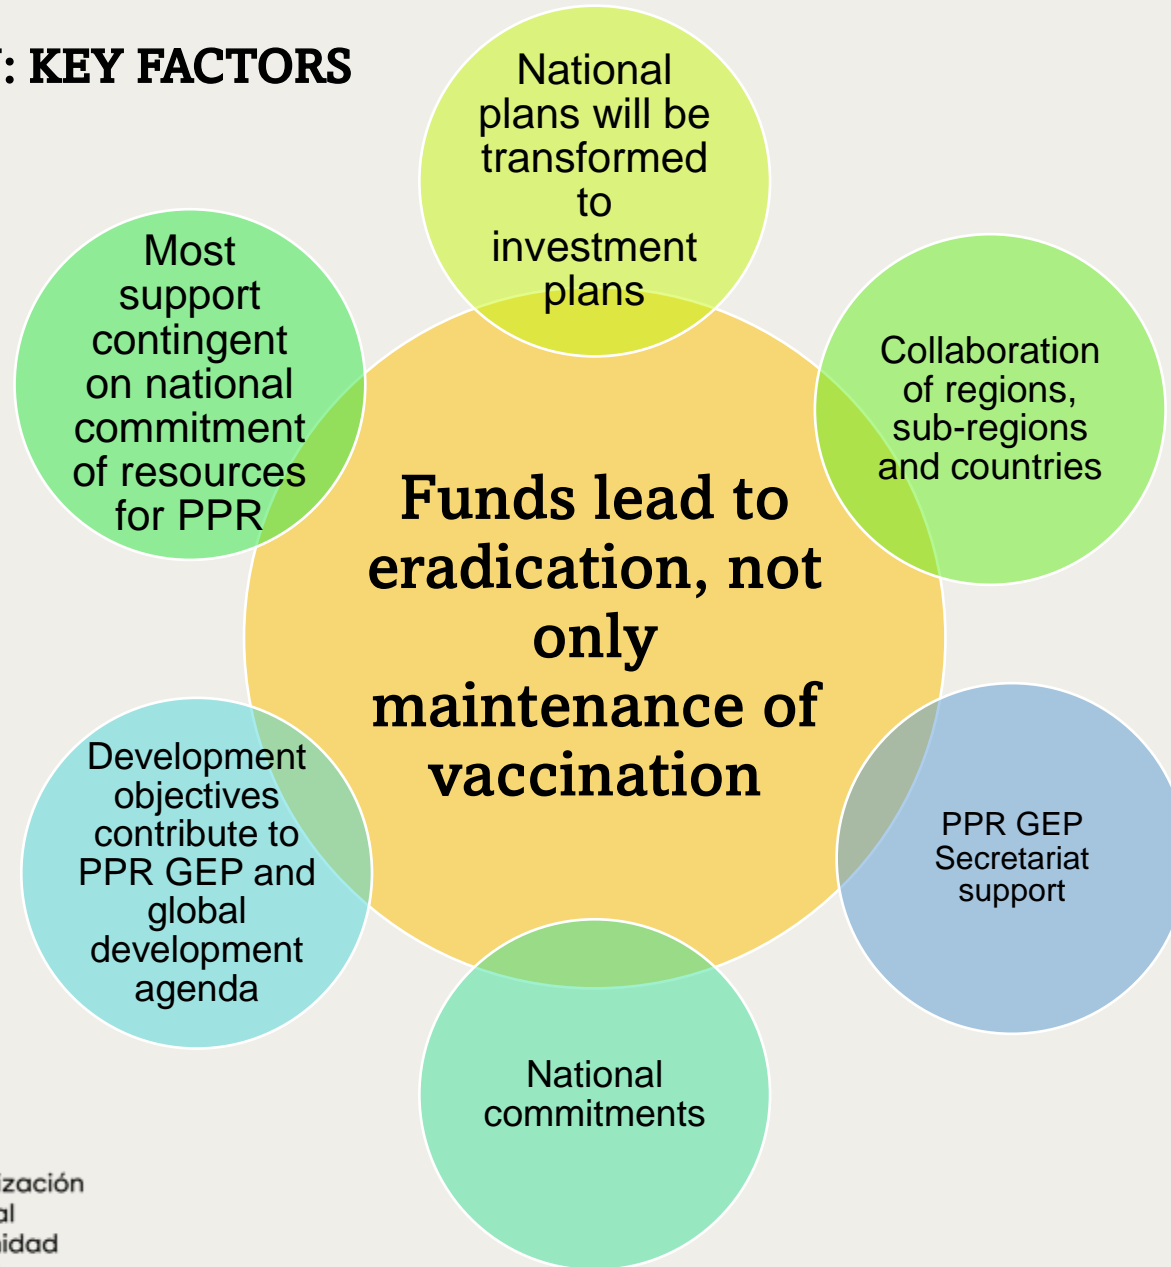 : KEY FACTORS
National
plans will be
transformed
to
investment
plans
Collaboration
of regions,
sub-regions
and countries
PPR GEP
Secretariat
support
National
commitments
Development
objectives
contribute to
PPR GEP and
global
development
agenda
Most
support
contingent
on national
commitment
of resources
for PPR
Funds lead to
eradication, not
only
maintenance of
vaccination
ización
al
idad